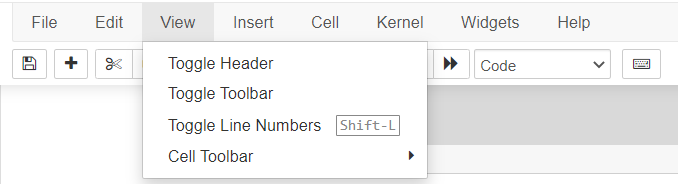 File Edit View Insert Cell Kernel Widgets Help
Code
Toggle Header
Toggle Toolbar
Toggle Line Numbers Shift-L
Cell Toolbar